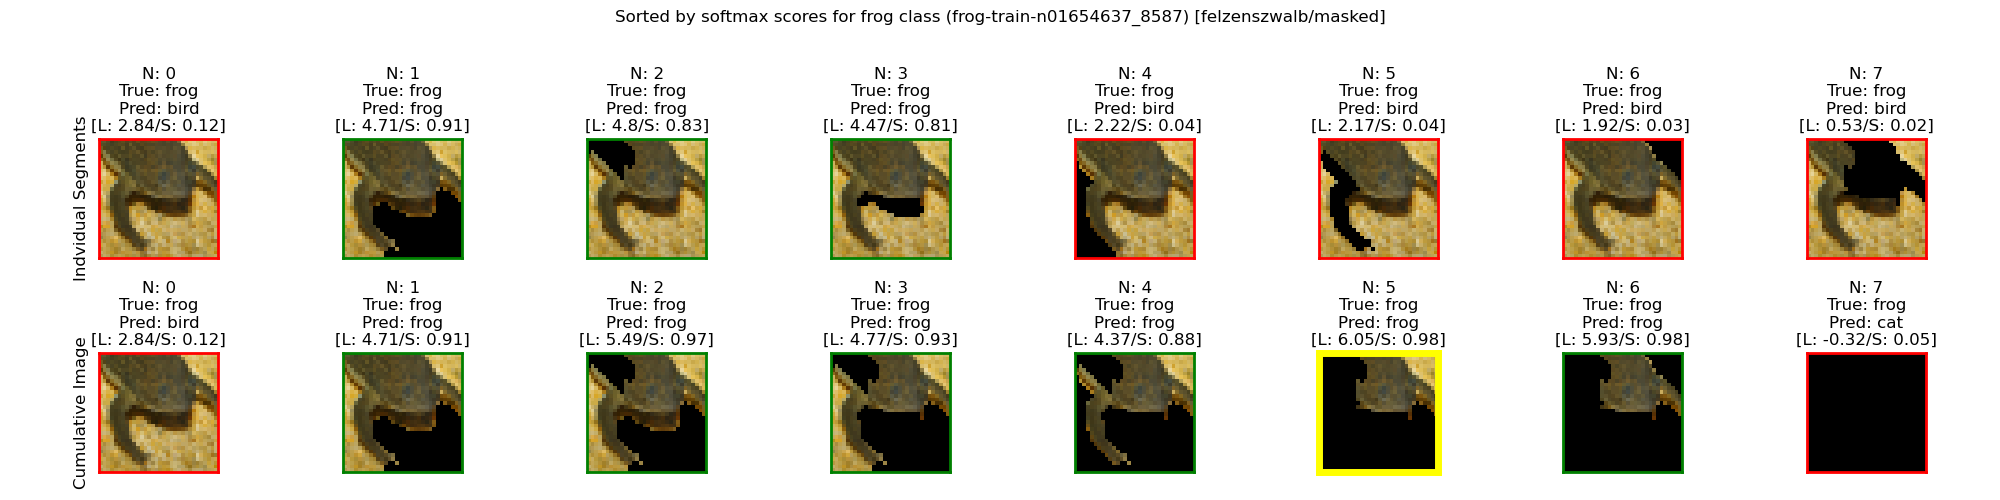 Sorted by softmax scores for frog class (frog-train-n01654637_8587) [felzenszwalb/masked]
Indvidual Segments
N: 0
True: frog
Pred: bird
[L: 2.84/S: 0.12]
N: 1
True: frog
Pred: frog
[L: 4.71/S: 0.91]
N: 2
True: frog
Pred: frog
[L: 4.8/S: 0.83]
N: 3
True: frog
Pred: frog
[L: 4.47/S: 0.81]
N: 4
True: frog
Pred: bird
[L: 2.22/S: 0.04]
N: 5
True: frog
Pred: bird
[L: 2.17/S: 0.04]
N: 6
True: frog
Pred: bird
[L: 1.92/S: 0.03]
N: 7
True: frog
Pred: bird
[L: 0.53/S: 0.02]
Cumulative Image
N: 0
True: frog
Pred: bird
[L: 2.84/S: 0.12]
N: 1
True: frog
Pred: frog
[L: 4.71/S: 0.91]
N: 2
True: frog
Pred: frog
[L: 5.49/S: 0.97]
N: 3
True: frog
Pred: frog
[L: 4.77/S: 0.93]
N: 4
True: frog
Pred: frog
[L: 4.37/S: 0.88]
N: 5
True: frog
Pred: frog
[L: 6.05/S: 0.98]
N: 6
True: frog
Pred: frog
[L: 5.93/S: 0.98]
N: 7
True: frog
Pred: cat
[L: -0.32/S: 0.05]